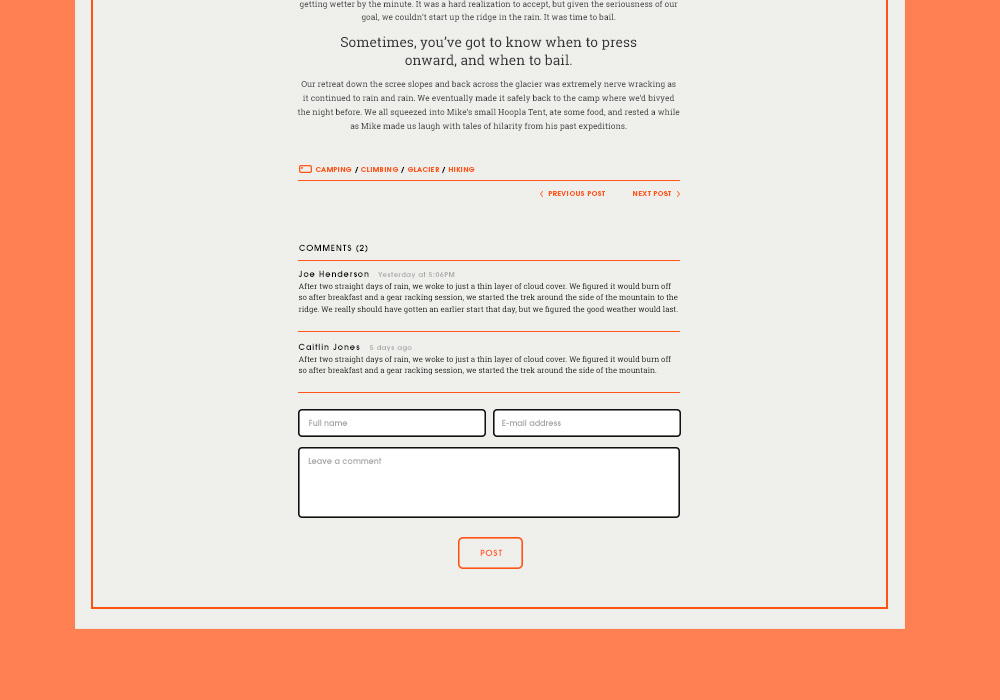 getting wetter by the minute. It was a hard realization to accept, but given the seriousness of our
goal, we couldn't start up the ridge in the rain. It was time to bail.
Sometimes, you've got to know when to press
onward, and when to bail.
Our retreat down the scree slopes and back across the glacier was extremely nerve wracking as
it continued to rain and rain. We eventually made it safely back to the camp where we'd bivyed
the night before. We all squeezed into Mike's small Hoopla Tent, ate some food, and rested a while
as Mike made us laugh with tales of hilarity from his past expeditions.
CAMPING / CLIMBING / GLACIER / HIKING
PREVIOUS POST NEXT POST
COMMENTS (2)
Joe Henderson Yesterday at 5:06PM
After two straight days of rain, we woke to just a thin layer of cloud cover. We figured it would burn off
so after breakfast and a gear racking session, we started the trek around the side of the mountain to the
ridge. We really should have gotten an earlier start that day, but we figured the good weather would last.
Caitlin Jones 5 days ago
After two straight days of rain, we woke to just a thin layer of cloud cover. We figured it would burn off
so after breakfast and a gear racking session, we started the trek around the side of the mountain.
Full name E-mail address
Leave a comment
POST